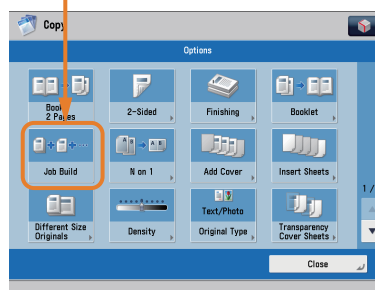 Copy
Options
Book ▸ 2 Pages
2-Sided
Finishing
Booklet
Job Build
N on 1
Add Cover
Insert Sheets
1/
Text/Photo
Different Size
Originals
Density
Original Type
Transparency
Cover Sheets
Close